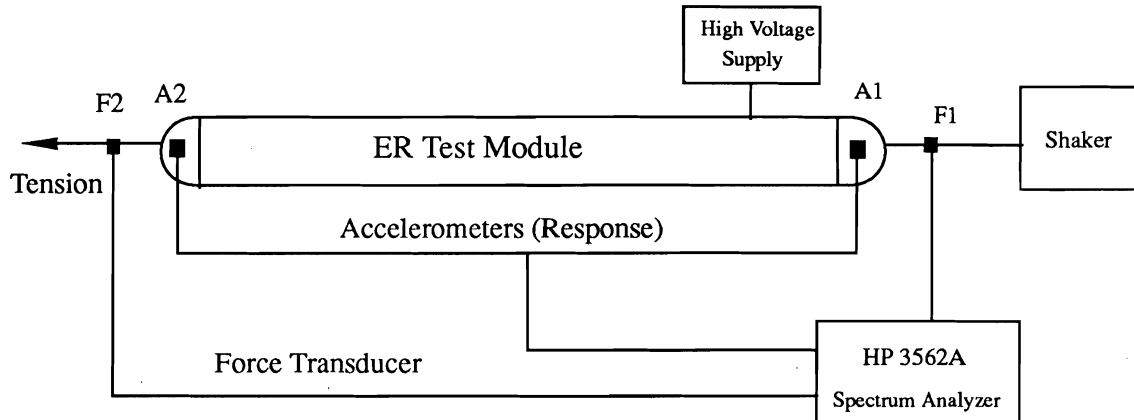 High Voltage
Supply
F2
A2
A1
F1
ER Test Module
Shaker
Tension
Accelerometers (Response)
Force Transducer
HP 3562A
Spectrum Analyzer